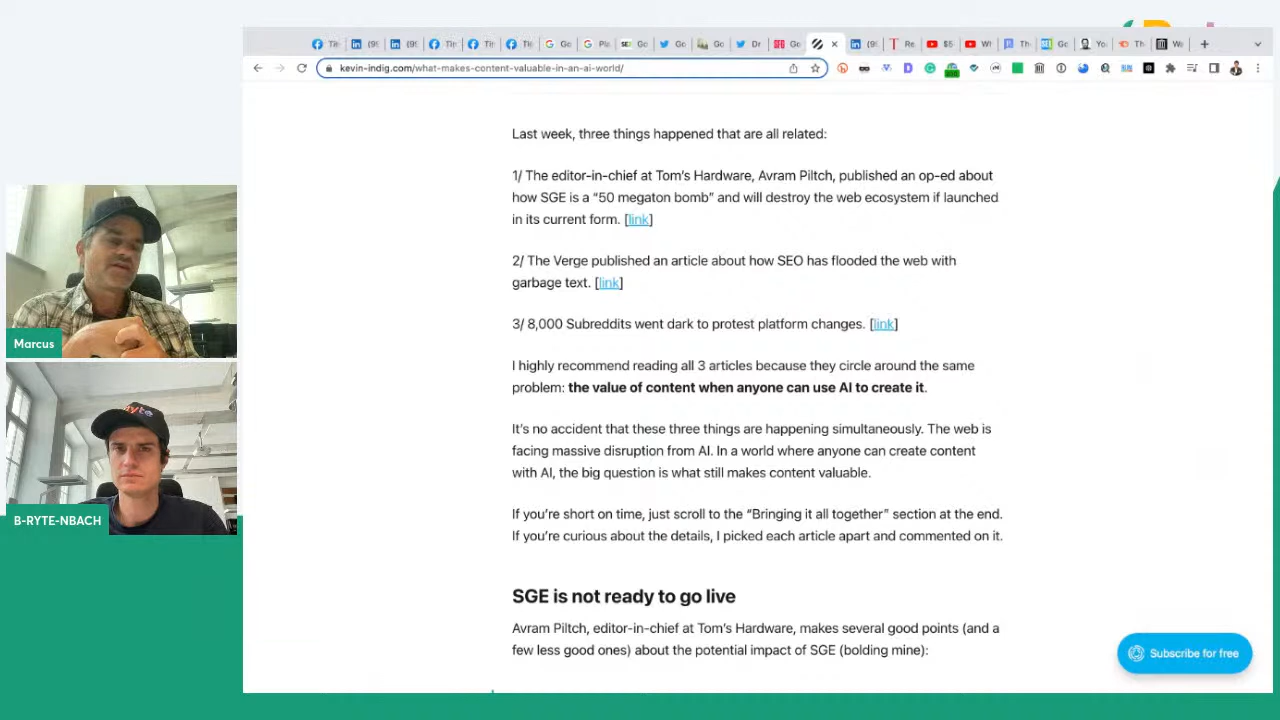 kevin-indig.com/what-makes-content-valuable-in-an-ai-world/
Last week, three things happened that are all related:
1/ The editor-in-chief at Tom's Hardware, Avram Piltch, published an op-ed about
how SGE is a “50 megaton bomb” and will destroy the web ecosystem if launched
in its current form. [link]
2/ The Verge published an article about how SEO has flooded the web with
garbage text. [link]
3/ 8,000 Subreddits went dark to protest platform changes. [link]
I highly recommend reading all 3 articles because they circle around the same
problem: the value of content when anyone can use AI to create it.
It's no accident that these three things are happening simultaneously. The web is
facing massive disruption from AI. In a world where anyone can create content
with AI, the big question is what still makes content valuable.
If you're short on time, just scroll to the “Bringing it all together” section at the end.
If you're curious about the details, I picked each article apart and commented on it.
SGE is not ready to go live
Avram Piltch, editor-in-chief at Tom's Hardware, makes several good points (and a
few less good ones) about the potential impact of SGE (bolding mine):
Subscribe for free
Marcus
B-RYTE-NBACH